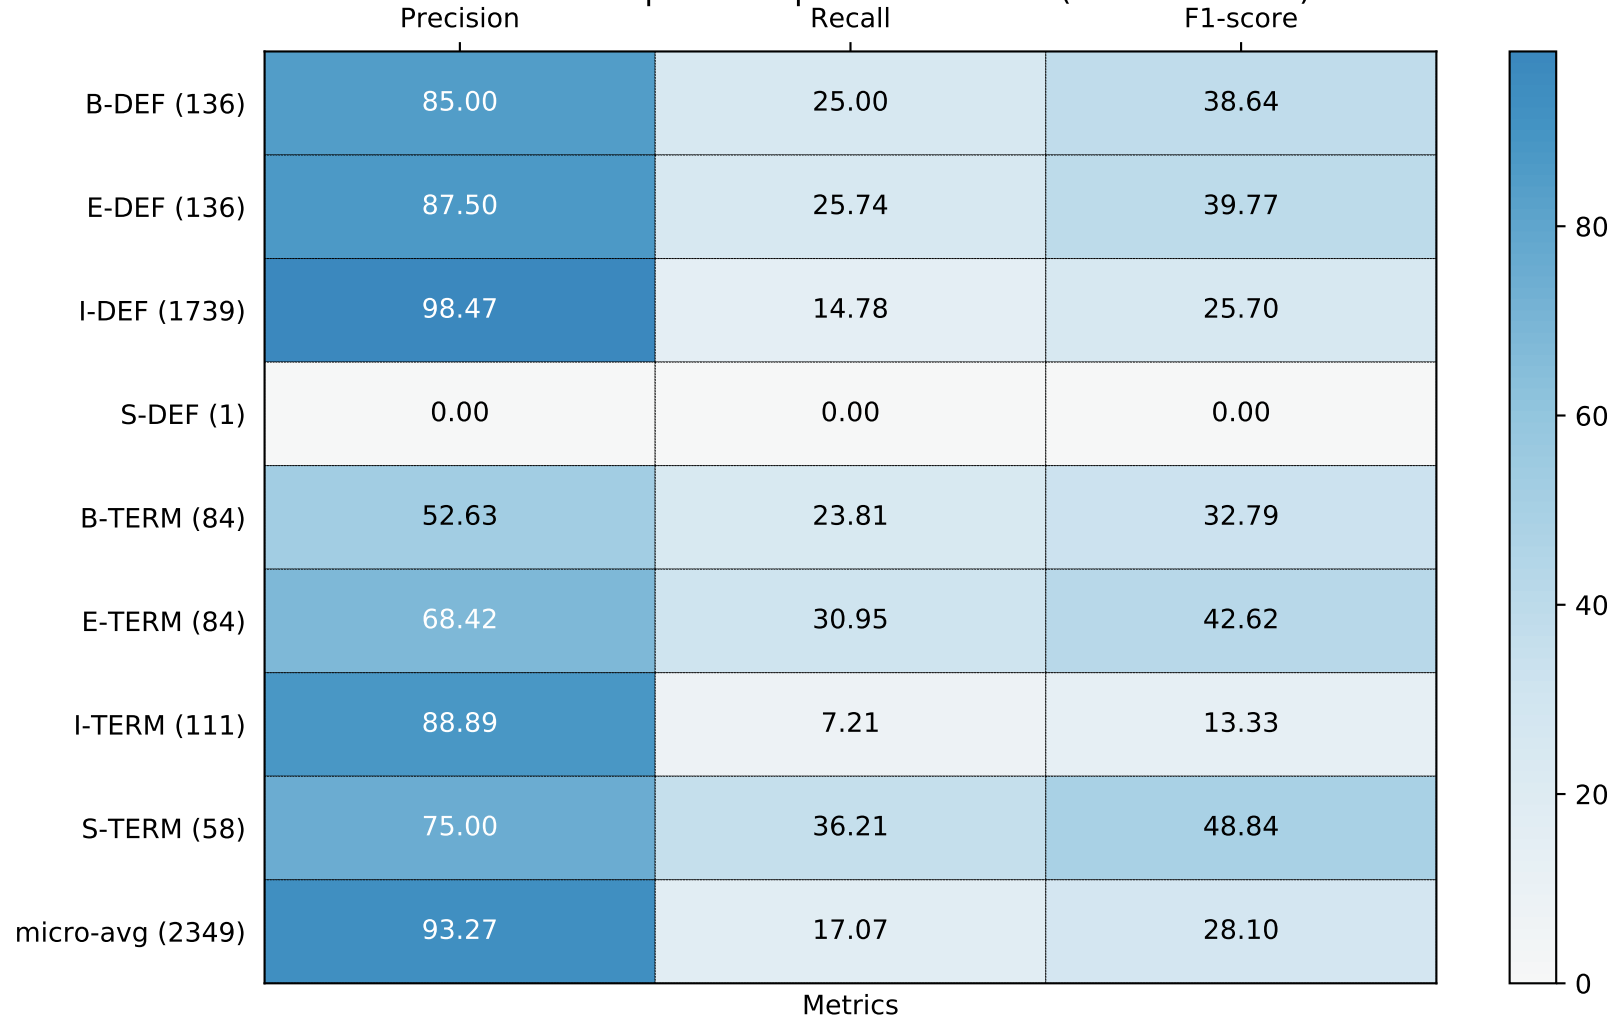 Precision Recall F1-score
B-DEF (136) 85.00 25.00 38.64
E-DEF (136) 87.50 25.74 39.77
80
I-DEF (1739) 98.47 14.78 25.70
S-DEF (1) 0.00 0.00 0.00
60
B-TERM (84) 52.63 23.81 32.79
40
E-TERM (84) 68.42 30.95 42.62
I-TERM (111) 88.89 7.21 13.33
20
S-TERM (58) 75.00 36.21 48.84
micro-avg (2349) 93.27 17.07 28.10
0
Metrics